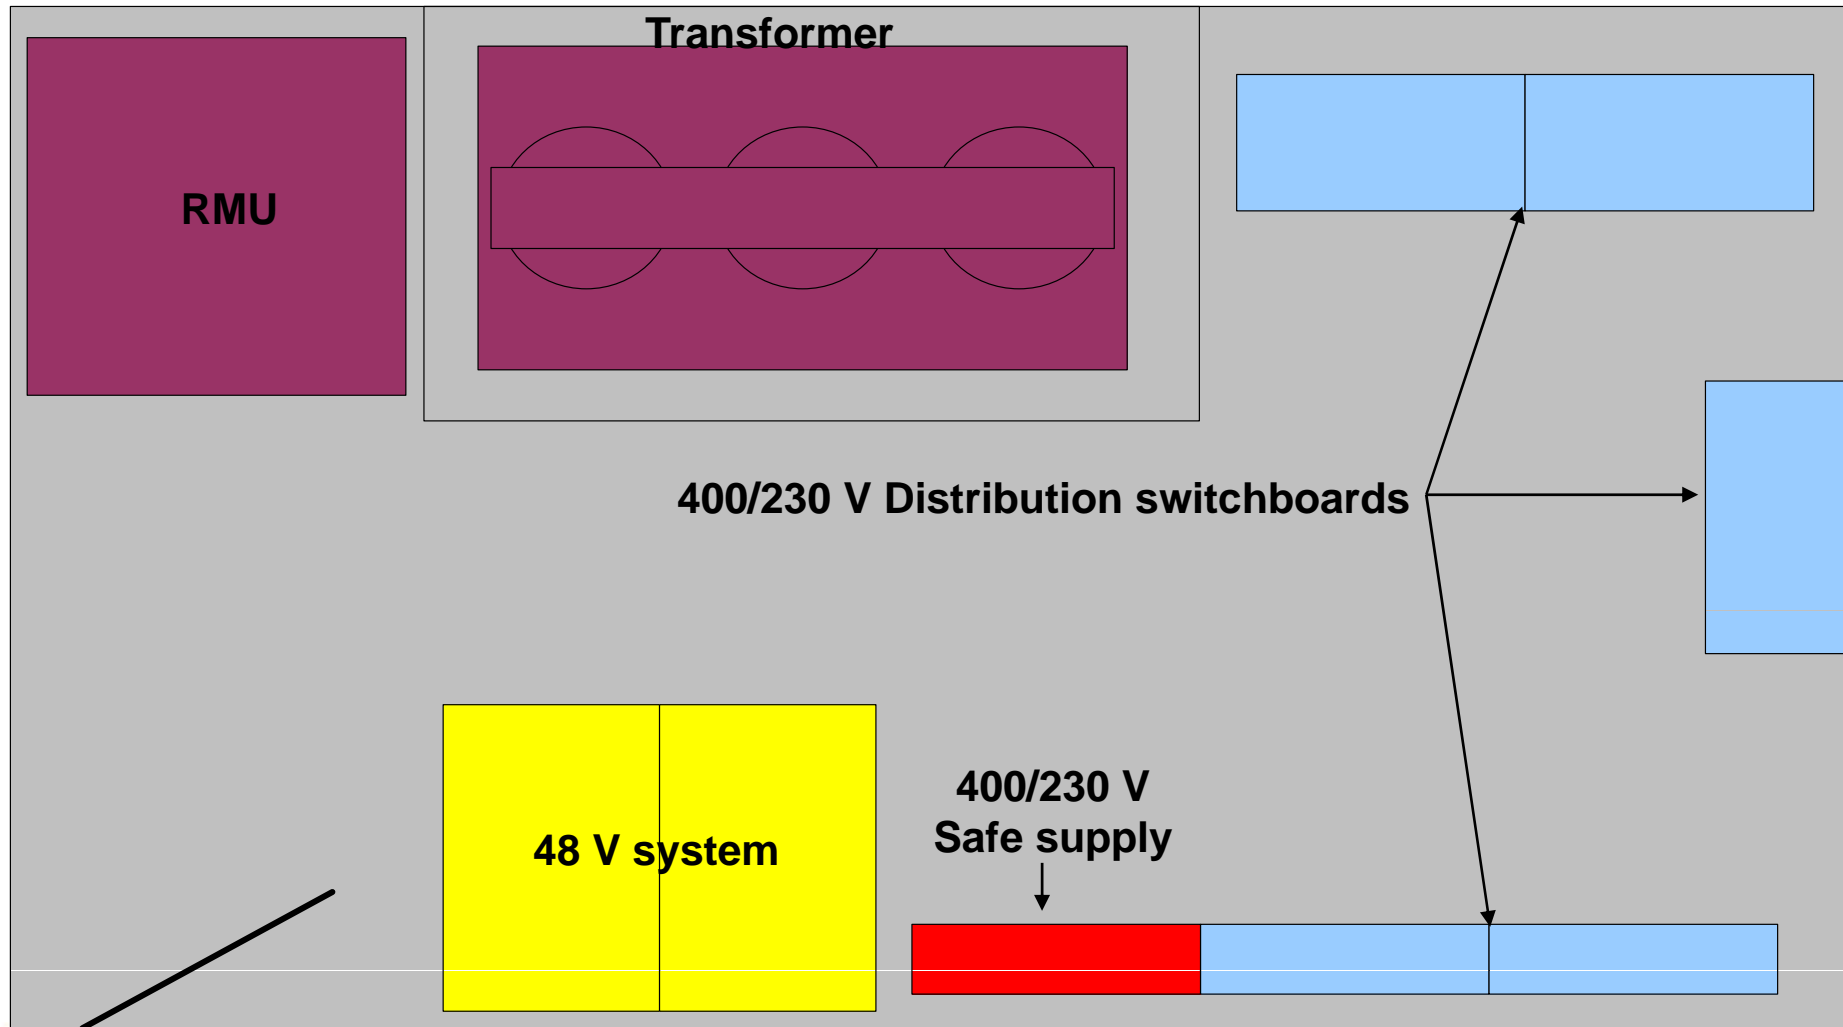 Transformer
RMU
400/230 V Distribution switchboards
400/230 V
Safe supply
48 V system